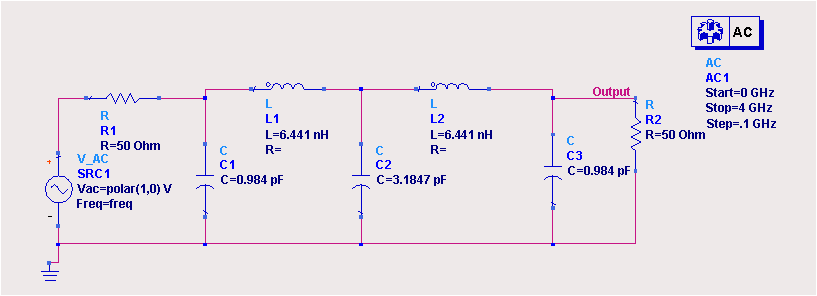 AC
AC
AC1
Start=0 GHz
Stop=4 GHz
Step=.1 GHz
Output
R
R1
R=50 Ohm
L
L1
L=6.441 nH
R=
L
L2
L=6.441 nH
R=
R
R2
R=50 Ohm
+
V_AC
SRC1
Vac=polar(1,0) V
Freq=freq
-
C
C1
C=0.984 pF
C
C2
C=3.1847 pF
C
C3
C=0.984 pF